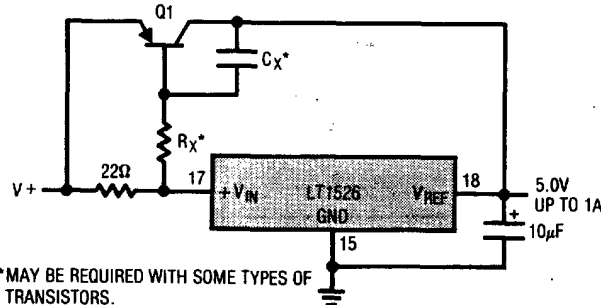 Q1
CX*
RX*
22Ω
V+
17
+VIN
LT1526
GND
VREF
18
15
5.0V
UP TO 1A
+
10μF
*MAY BE REQUIRED WITH SOME TYPES OF
TRANSISTORS.